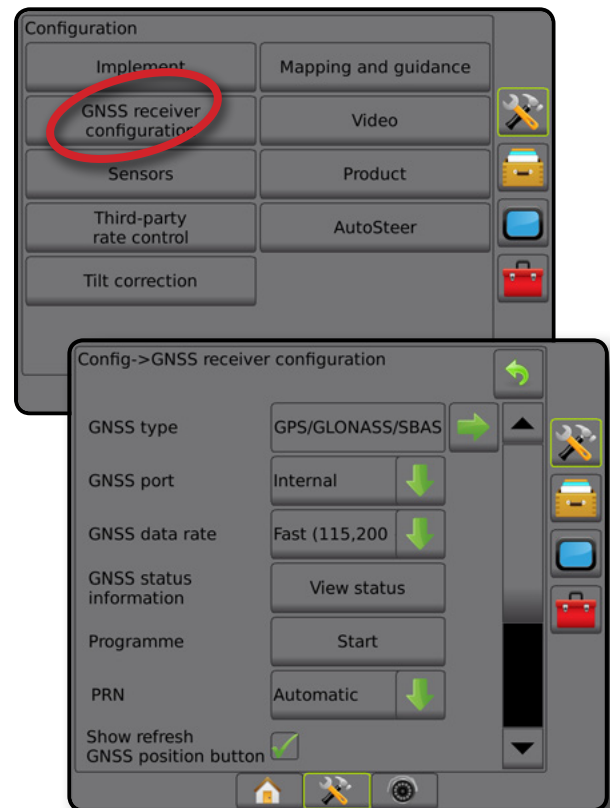 Configuration
Implement
Mapping and guidance
GNSS receiver
configuration
Video
Sensors
Product
Third-party
rate control
AutoSteer
Tilt correction
Config->GNSS receiver configuration
GNSS type
GPS/GLONASS/SBAS
GNSS port
Internal
GNSS data rate
Fast (115,200
GNSS status
information
View status
Programme
Start
PRN
Automatic
Show refresh
GNSS position button